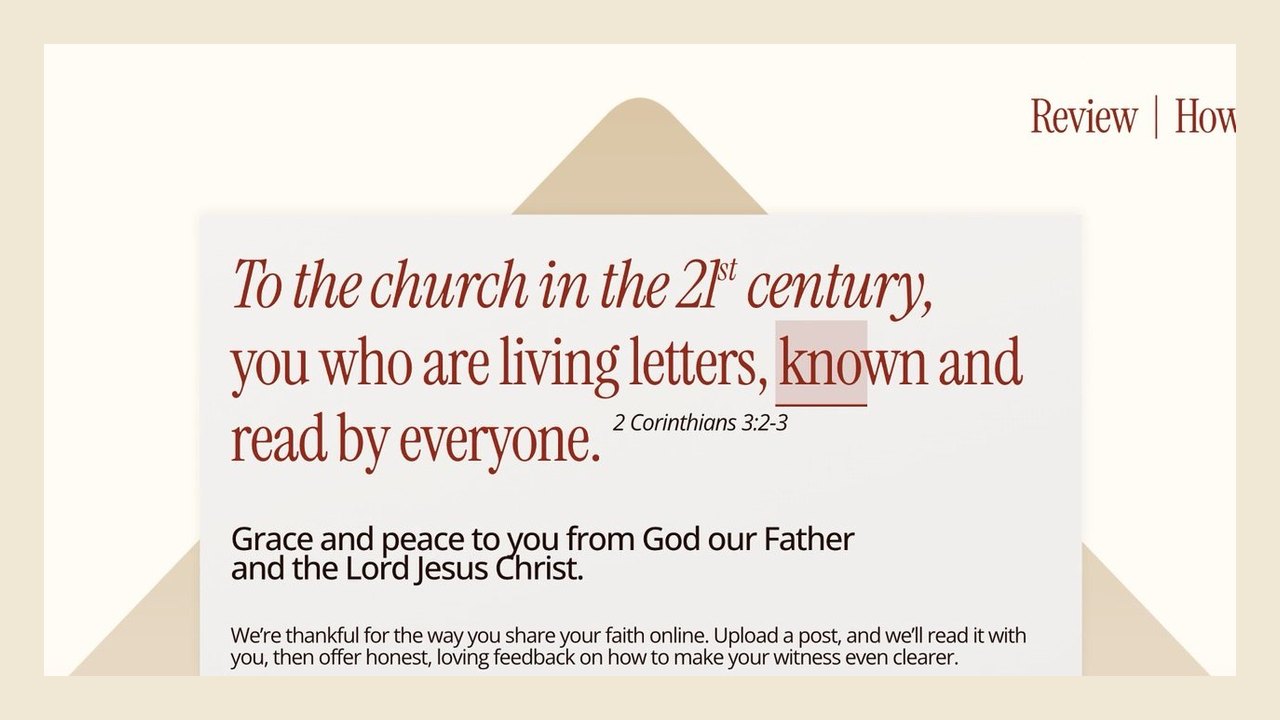 Review | How
To the church in the 21st century,
you who are living letters, known and
read by everyone. 2 Corinthians 3:2-3
Grace and peace to you from God our Father
and the Lord Jesus Christ.
We’re thankful for the way you share your faith online. Upload a post, and we’ll read it with
you, then offer honest, loving feedback on how to make your witness even clearer.